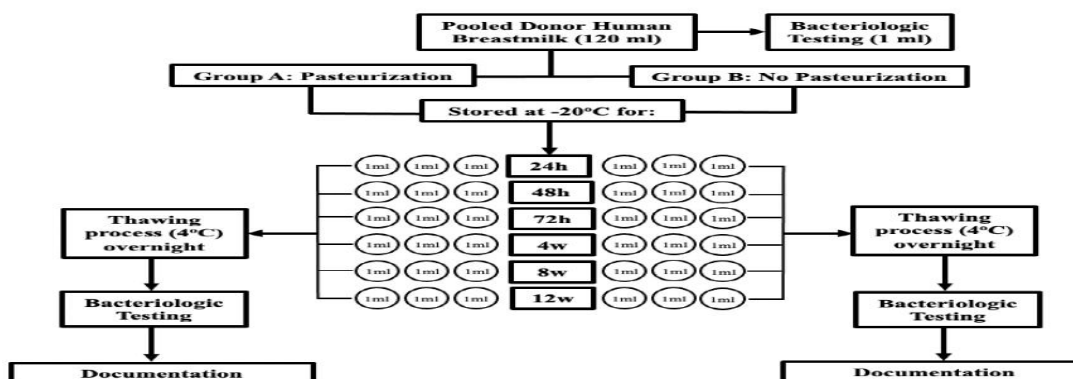 Pooled Donor Human
Breastmilk (120 ml)
Bacteriologic
Testing (1 ml)
Group A: Pasteurization
Group B: No Pasteurization
Stored at -20°C for:
1ml 1ml 1ml 24h 1ml 1ml 1ml
1ml 1ml 1ml 48h 1ml 1ml 1ml
1ml 1ml 1ml 72h 1ml 1ml 1ml
1ml 1ml 1ml 4w 1ml 1ml 1ml
1ml 1ml 1ml 8w 1ml 1ml 1ml
1ml 1ml 1ml 12w 1ml 1ml 1ml
Thawing
process (4°C)
overnight
Bacteriologic
Testing
Documentation
Thawing
process (4°C)
overnight
Bacteriologic
Testing
Documentation